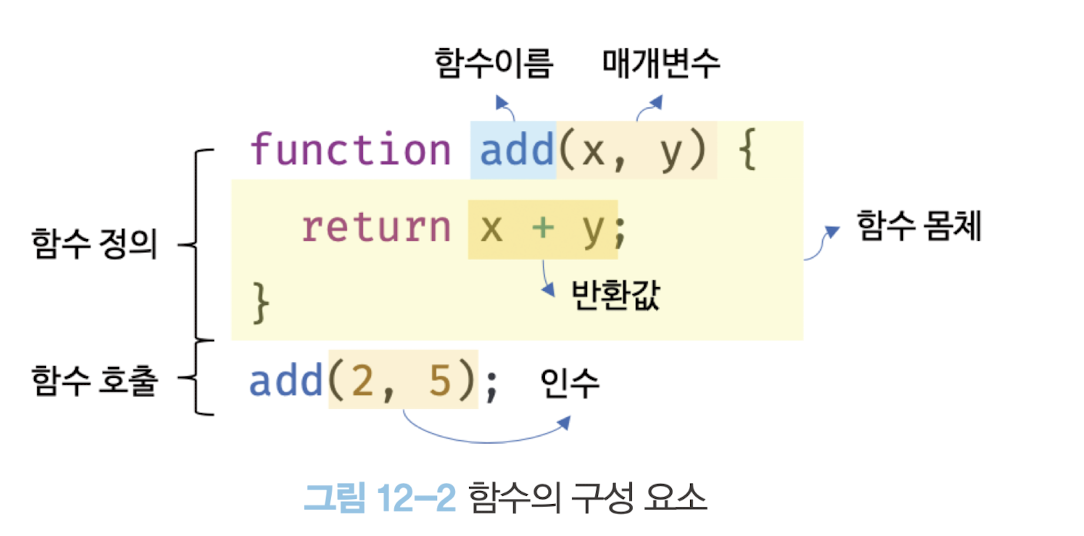 함수이름 매개변수
function add(x, y) {
함수 정의 return x + y; 함수 몸체
} 반환값
함수 호출 add(2, 5); 인수
그림 12-2 함수의 구성 요소